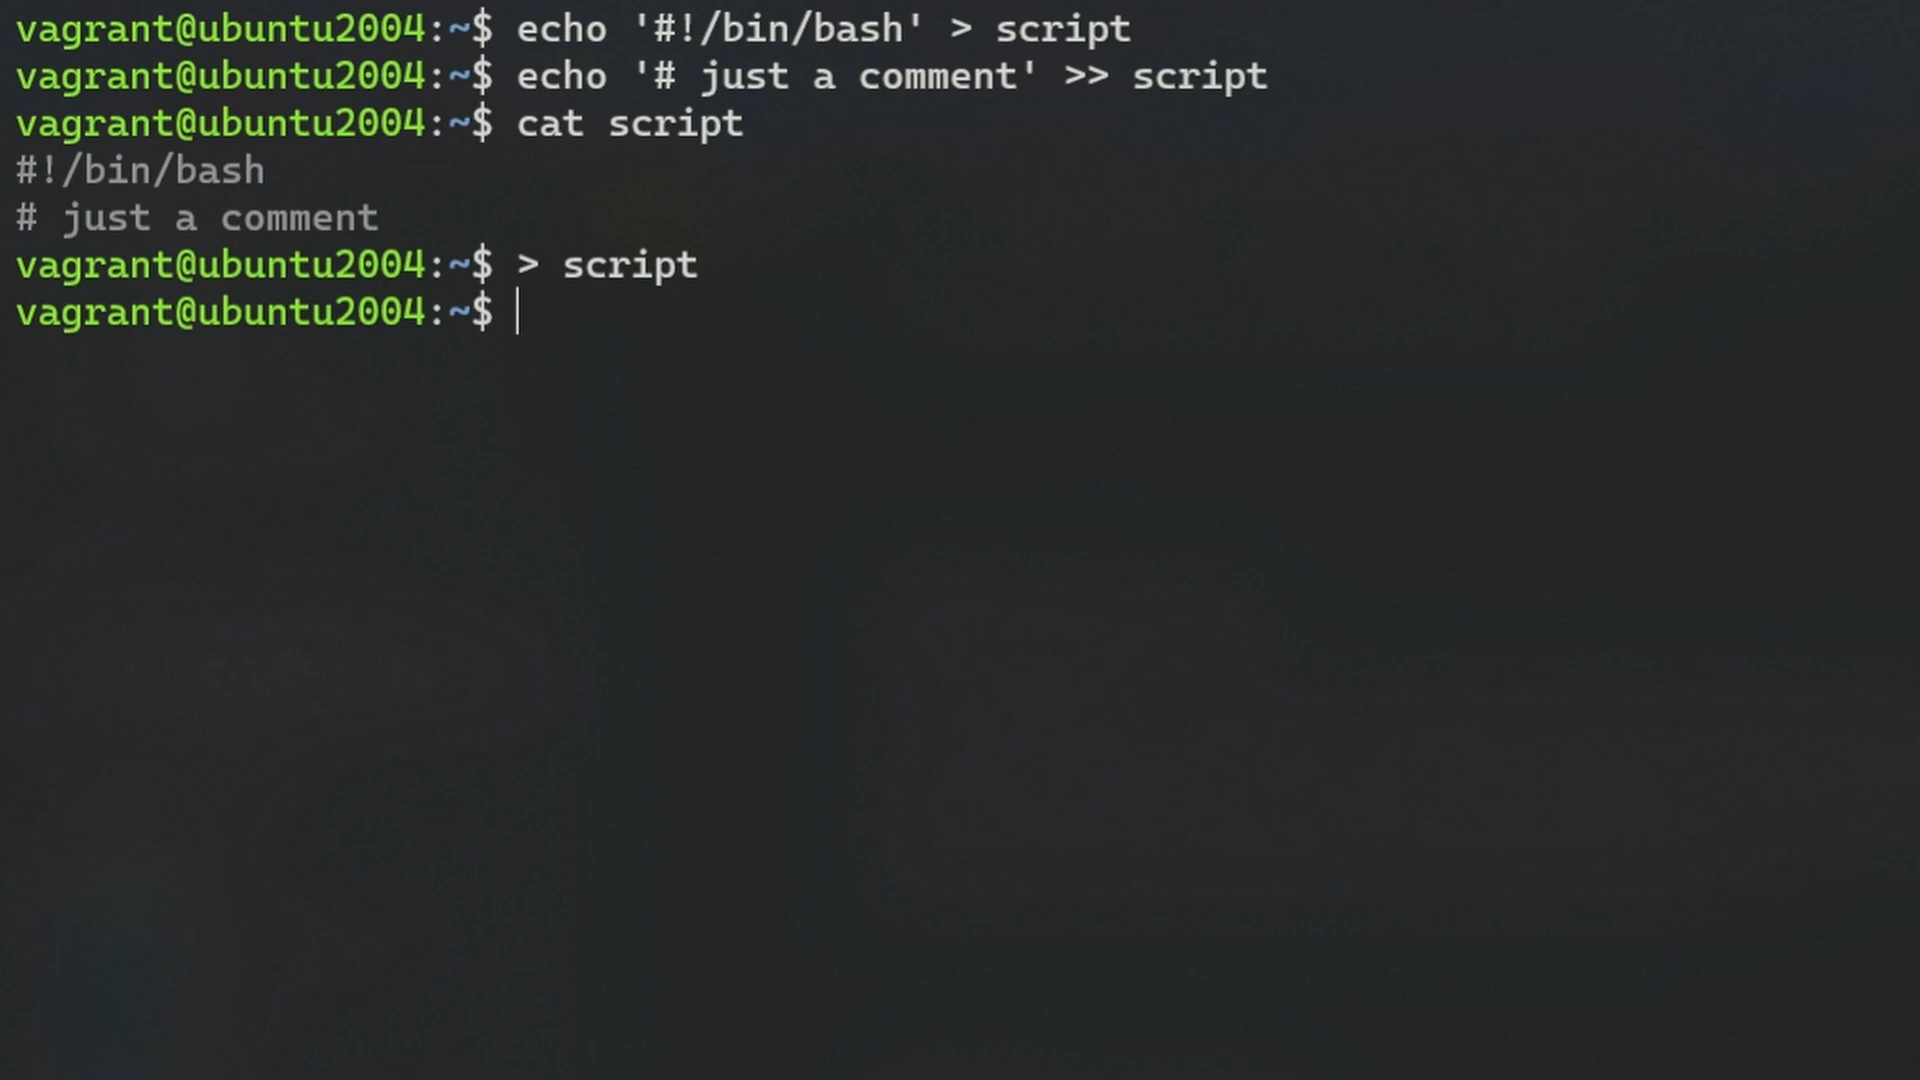 vagrant@ubuntu2004:~$ echo '#!/bin/bash' > script
vagrant@ubuntu2004:~$ echo '# just a comment' >> script
vagrant@ubuntu2004:~$ cat script
#!/bin/bash
# just a comment
vagrant@ubuntu2004:~$ > script
vagrant@ubuntu2004:~$